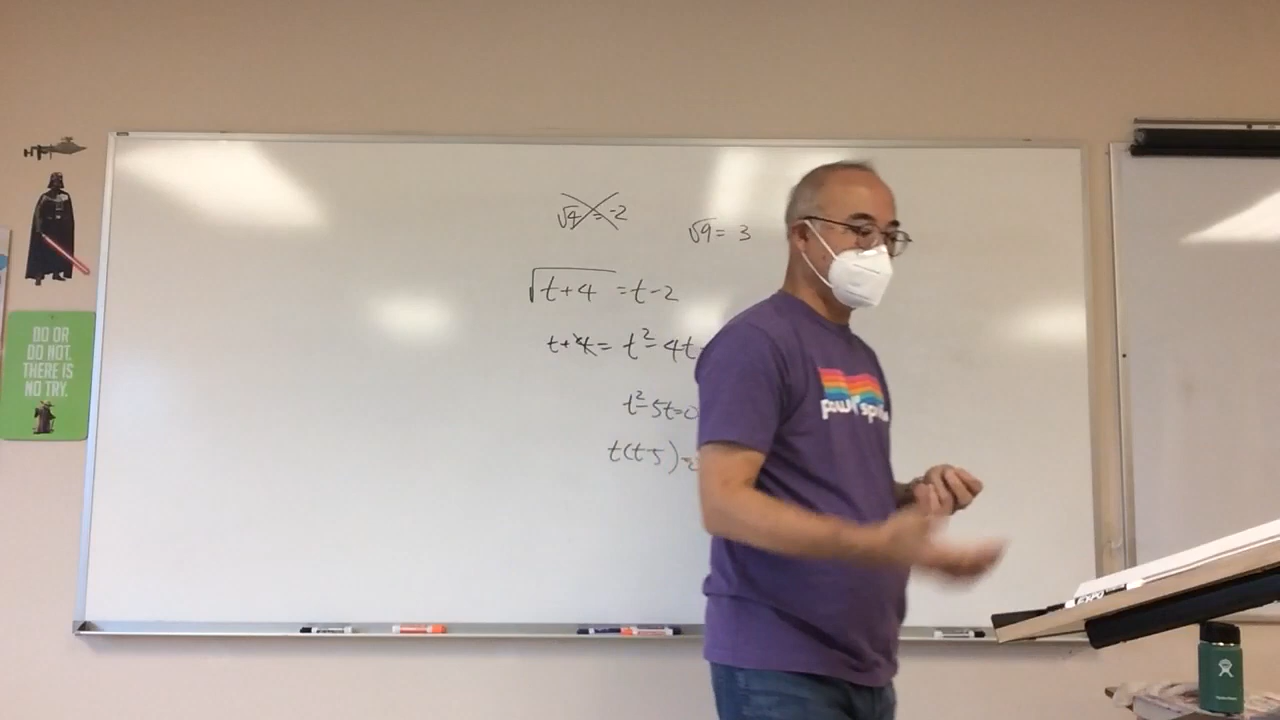 √4 = -2
√9 = 3
√t+4 = t-2
t+4 = t² - 4t
t² - 5t = 0
t(t-5) =
DO OR
DO NOT.
THERE IS
NO TRY.
EXPO